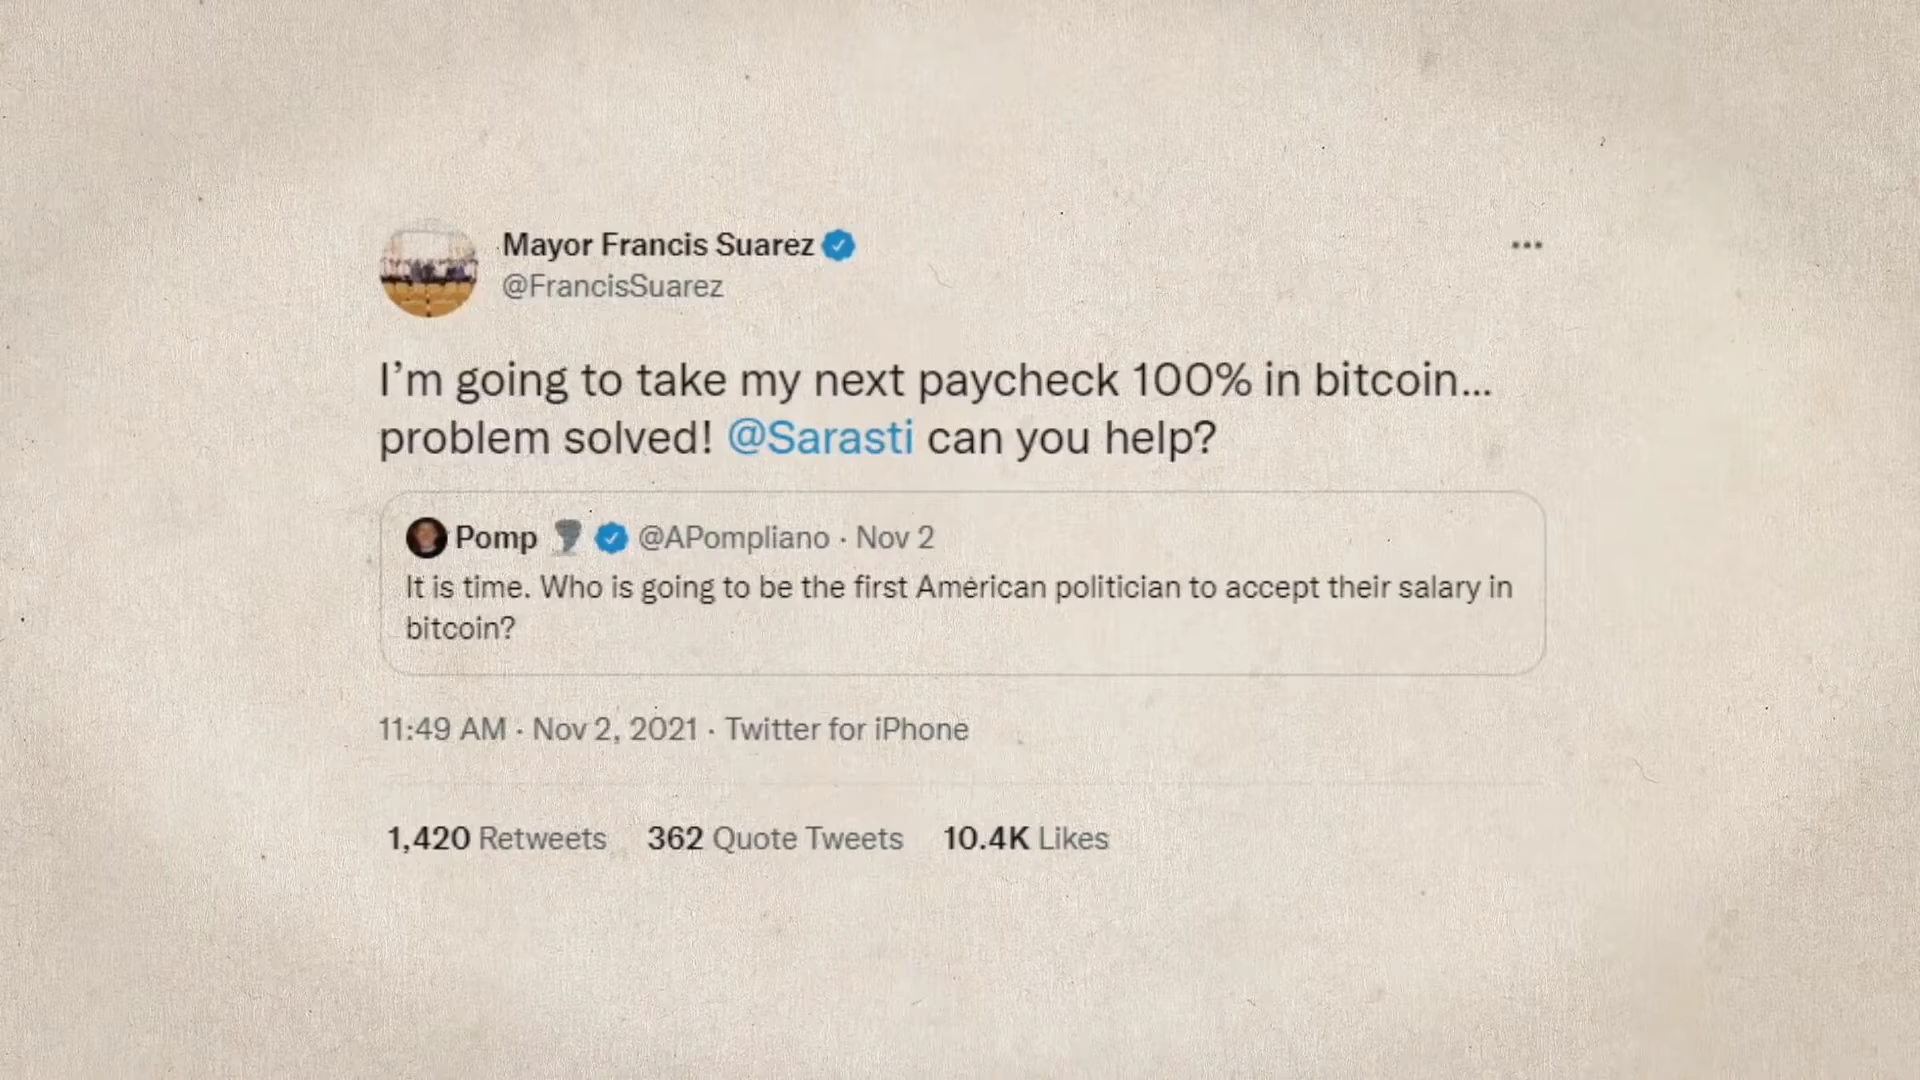 Mayor Francis Suarez
@FrancisSuarez
I’m going to take my next paycheck 100% in bitcoin...
problem solved! @Sarasti can you help?
Pomp @APompliano · Nov 2
It is time. Who is going to be the first American politician to accept their salary in
bitcoin?
11:49 AM · Nov 2, 2021 · Twitter for iPhone
1,420 Retweets 362 Quote Tweets 10.4K Likes